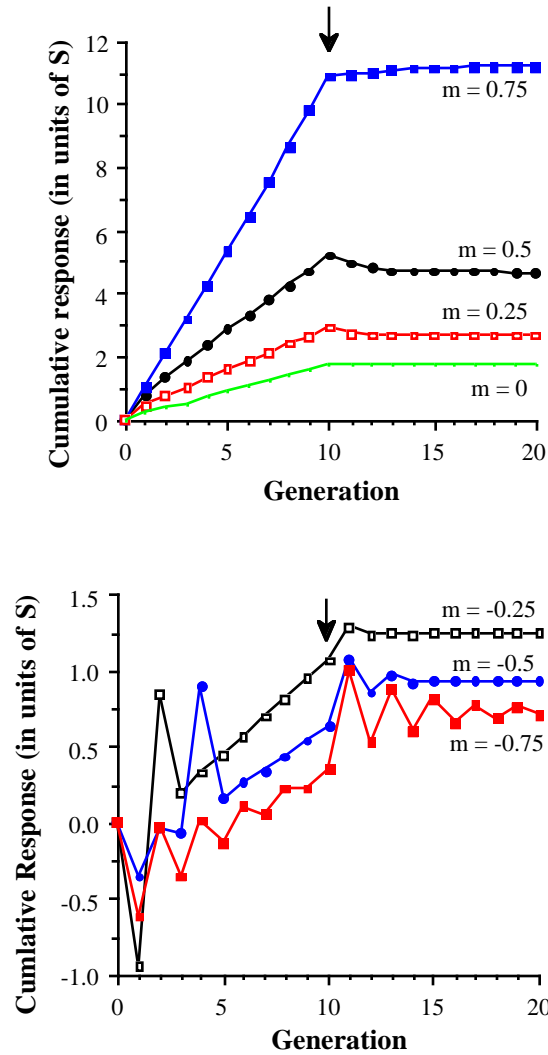 12
10
8
6
4
2
0
Cumulative response (in units of S)
m = 0.75
m = 0.5
m = 0.25
m = 0
0 5 10 15 20
Generation
1.5
1.0
0.5
0.0
-0.5
-1.0
Cumlative Response (in units of S)
m = -0.25
m = -0.5
m = -0.75
0 5 10 15 20
Generation